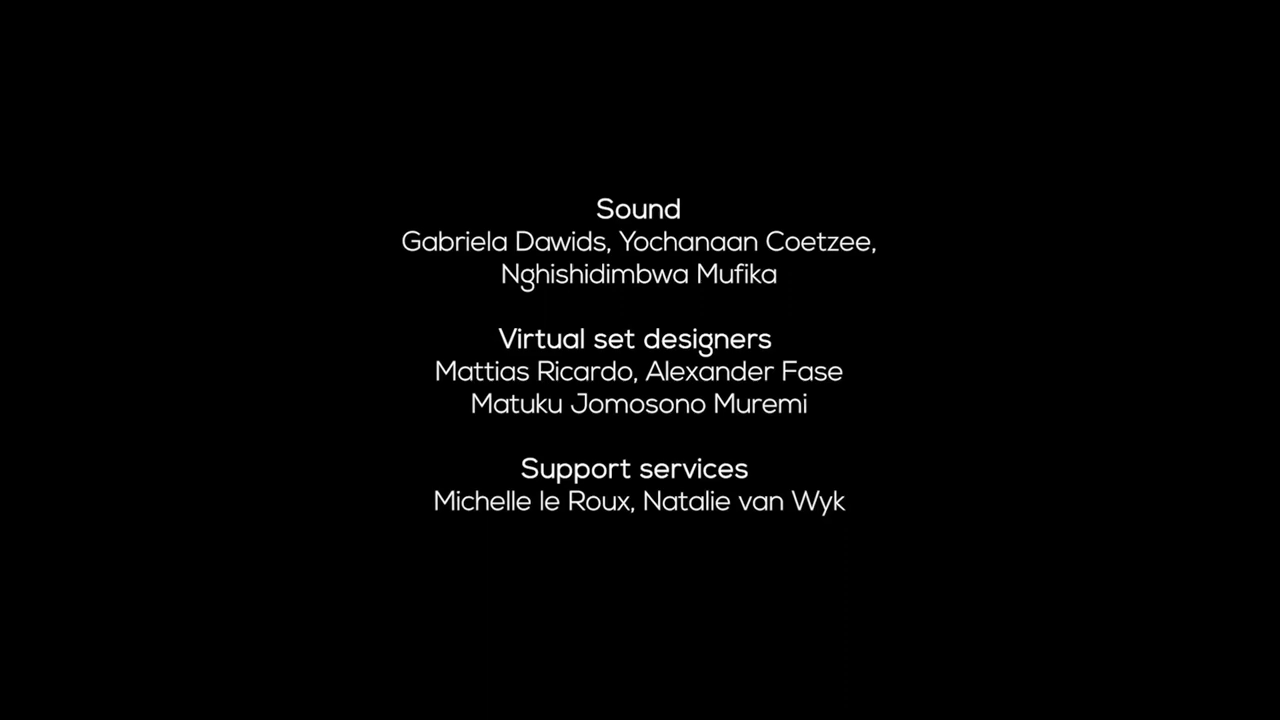 Sound
Gabriela Dawids, Yochanaan Coetzee,
Nghishidimbwa Mufika
Virtual set designers
Mattias Ricardo, Alexander Fase
Matuku Jomosono Muremi
Support services
Michelle le Roux, Natalie van Wyk